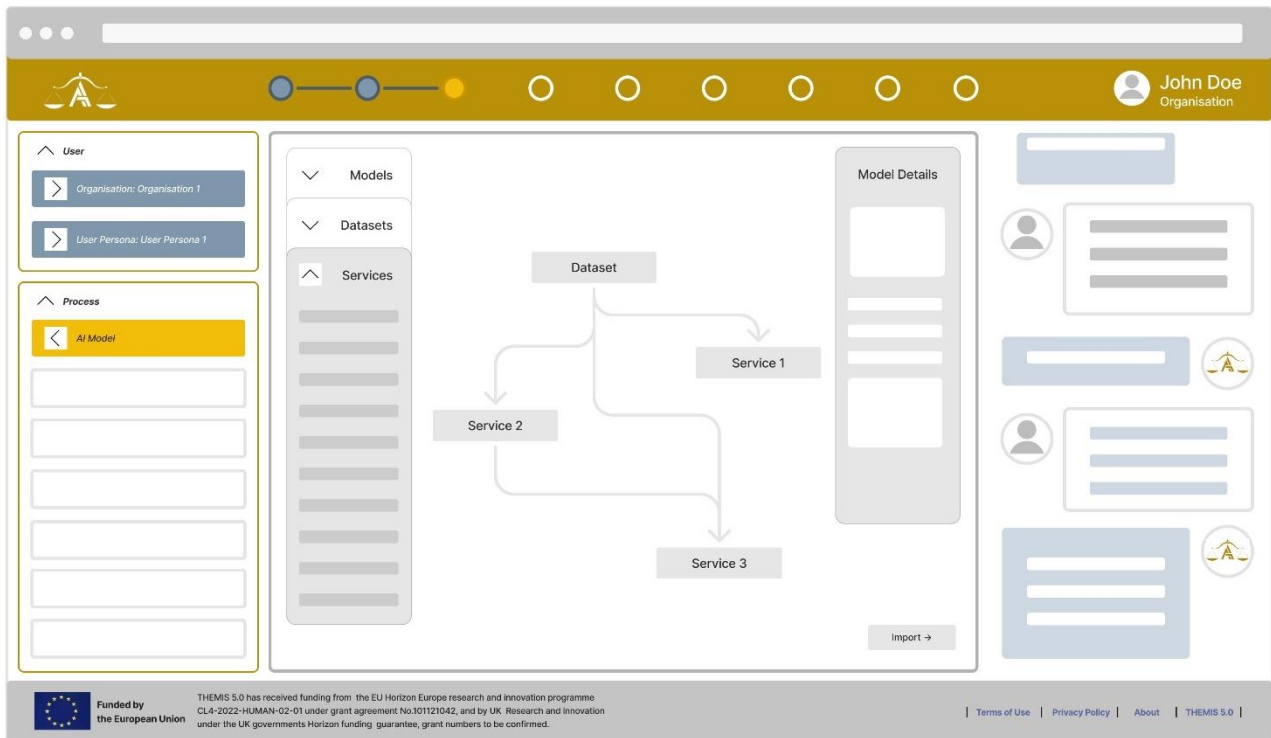 John Doe
Organisation
User
Organisation: Organisation 1
User Persona: User Persona 1
Process
AI Model
Models
Datasets
Services
Dataset
Service 1
Service 2
Service 3
Model Details
Import →
Funded by
the European Union
THEMIS 5.0 has received funding from the EU Horizon Europe research and innovation programme
CL4-2022-HUMAN-02-01 under grant agreement No.101121042, and by UK Research and innovation
under the UK governments Horizon funding guarantee, grant numbers to be confirmed.
| Terms of Use | Privacy Policy | About | THEMIS 5.0 |